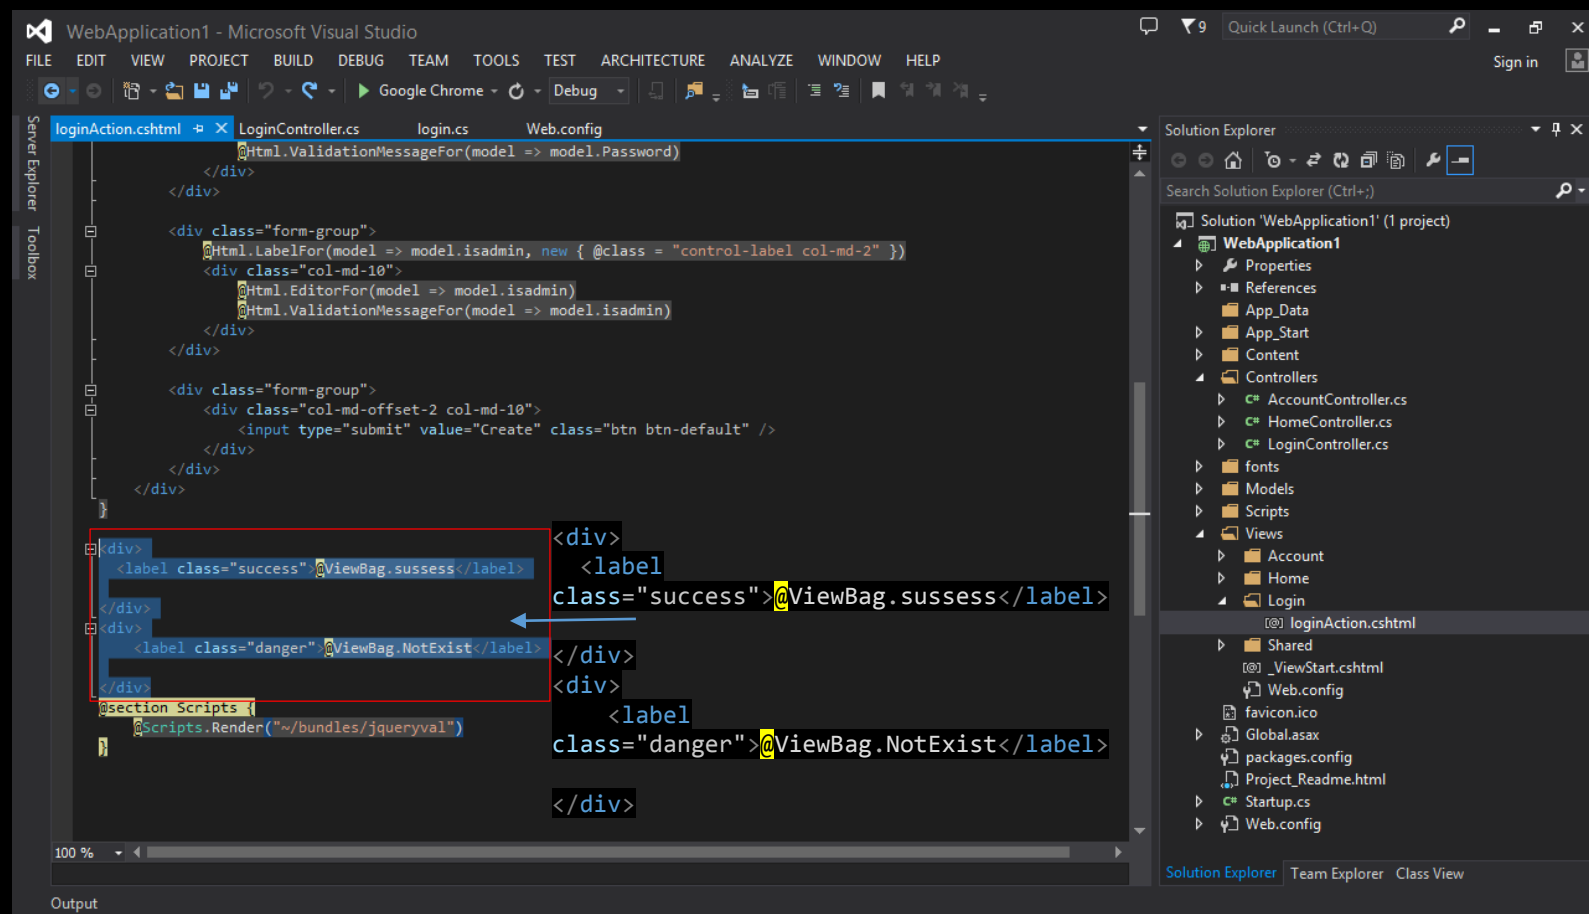 WebApplication1 - Microsoft Visual Studio
9
Quick Launch (Ctrl+Q)
FILE EDIT VIEW PROJECT BUILD DEBUG TEAM TOOLS TEST ARCHITECTURE ANALYZE WINDOW HELP
Sign in
Google Chrome
Debug
Server Explorer
Toolbox
loginAction.cshtml
LoginController.cs
login.cs
Web.config
@Html.ValidationMessageFor(model => model.Password)
</div>
</div>
<div class="form-group">
@Html.LabelFor(model => model.isadmin, new { @class = "control-label col-md-2" })
<div class="col-md-10">
@Html.EditorFor(model => model.isadmin)
@Html.ValidationMessageFor(model => model.isadmin)
</div>
</div>
<div class="form-group">
<div class="col-md-offset-2 col-md-10">
<input type="submit" value="Create" class="btn btn-default" />
</div>
</div>
</div>
}
<div>
<label class="success">@ViewBag.sussess</label>
</div>
<div>
<label class="danger">@ViewBag.NotExist</label>
</div>
@section Scripts {
@Scripts.Render("~/bundles/jqueryval")
}
<div>
<label
class="success">@ViewBag.sussess</label>
</div>
<div>
<label
class="danger">@ViewBag.NotExist</label>
</div>
100 %
Output
Solution Explorer
Search Solution Explorer (Ctrl+;)
Solution 'WebApplication1' (1 project)
WebApplication1
Properties
References
App_Data
App_Start
Content
Controllers
C# AccountController.cs
C# HomeController.cs
C# LoginController.cs
fonts
Models
Scripts
Views
Account
Home
Login
[@] loginAction.cshtml
Shared
[@] _ViewStart.cshtml
Web.config
favicon.ico
Global.asax
packages.config
Project_Readme.html
C# Startup.cs
Web.config
Solution Explorer
Team Explorer
Class View